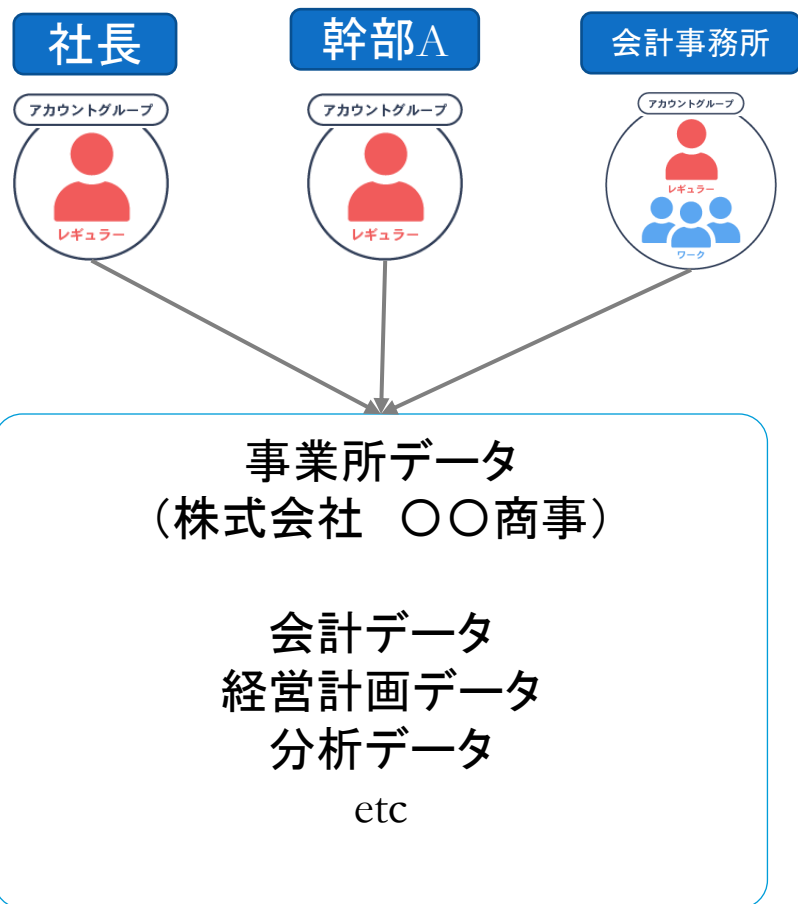 社長
幹部A
会計事務所
アカウントグループ
アカウントグループ
アカウントグループ
レギュラー
レギュラー
レギュラー
ワーク
事業所データ
（株式会社　〇〇商事）
会計データ
経営計画データ
分析データ
etc